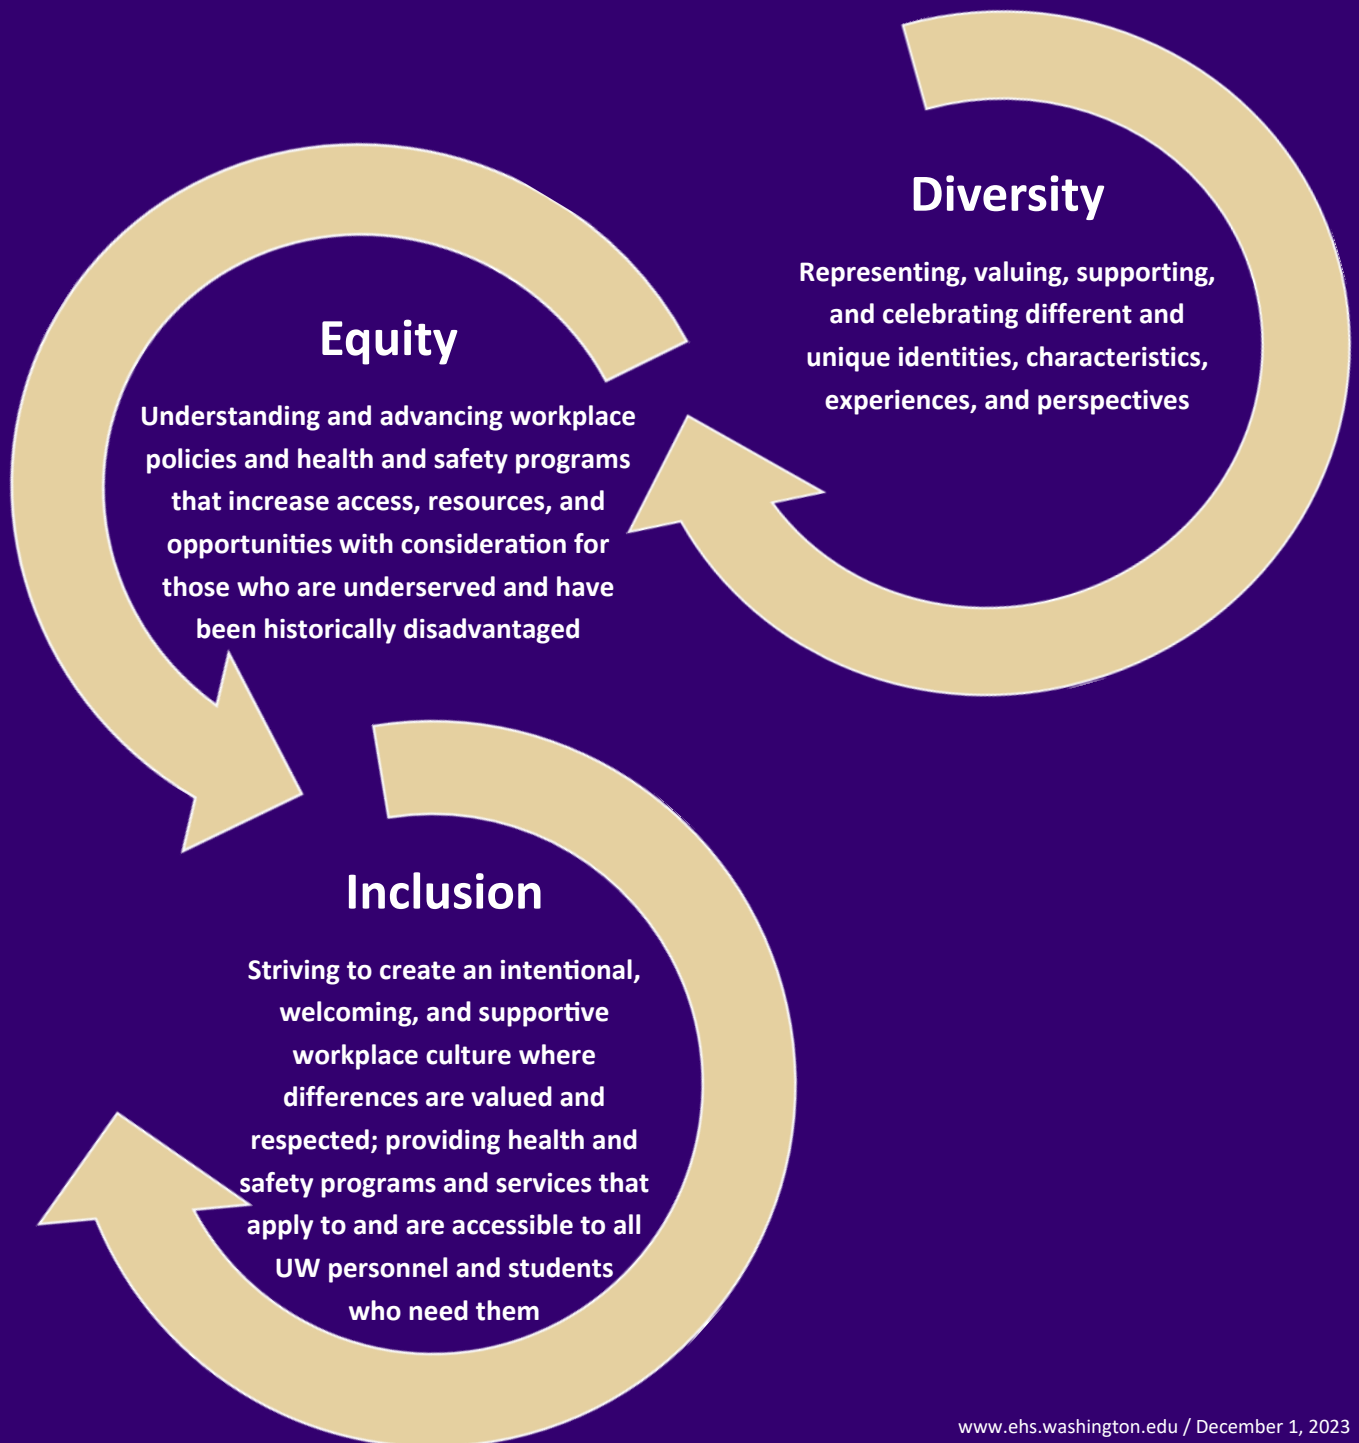 Diversity
Representing, valuing, supporting,
and celebrating different and
unique identities, characteristics,
experiences, and perspectives
Equity
Understanding and advancing workplace
policies and health and safety programs
that increase access, resources, and
opportunities with consideration for
those who are underserved and have
been historically disadvantaged
Inclusion
Striving to create an intentional,
welcoming, and supportive
workplace culture where
differences are valued and
respected; providing health and
safety programs and services that
apply to and are accessible to all
UW personnel and students
who need them
www.ehs.washington.edu / December 1, 2023